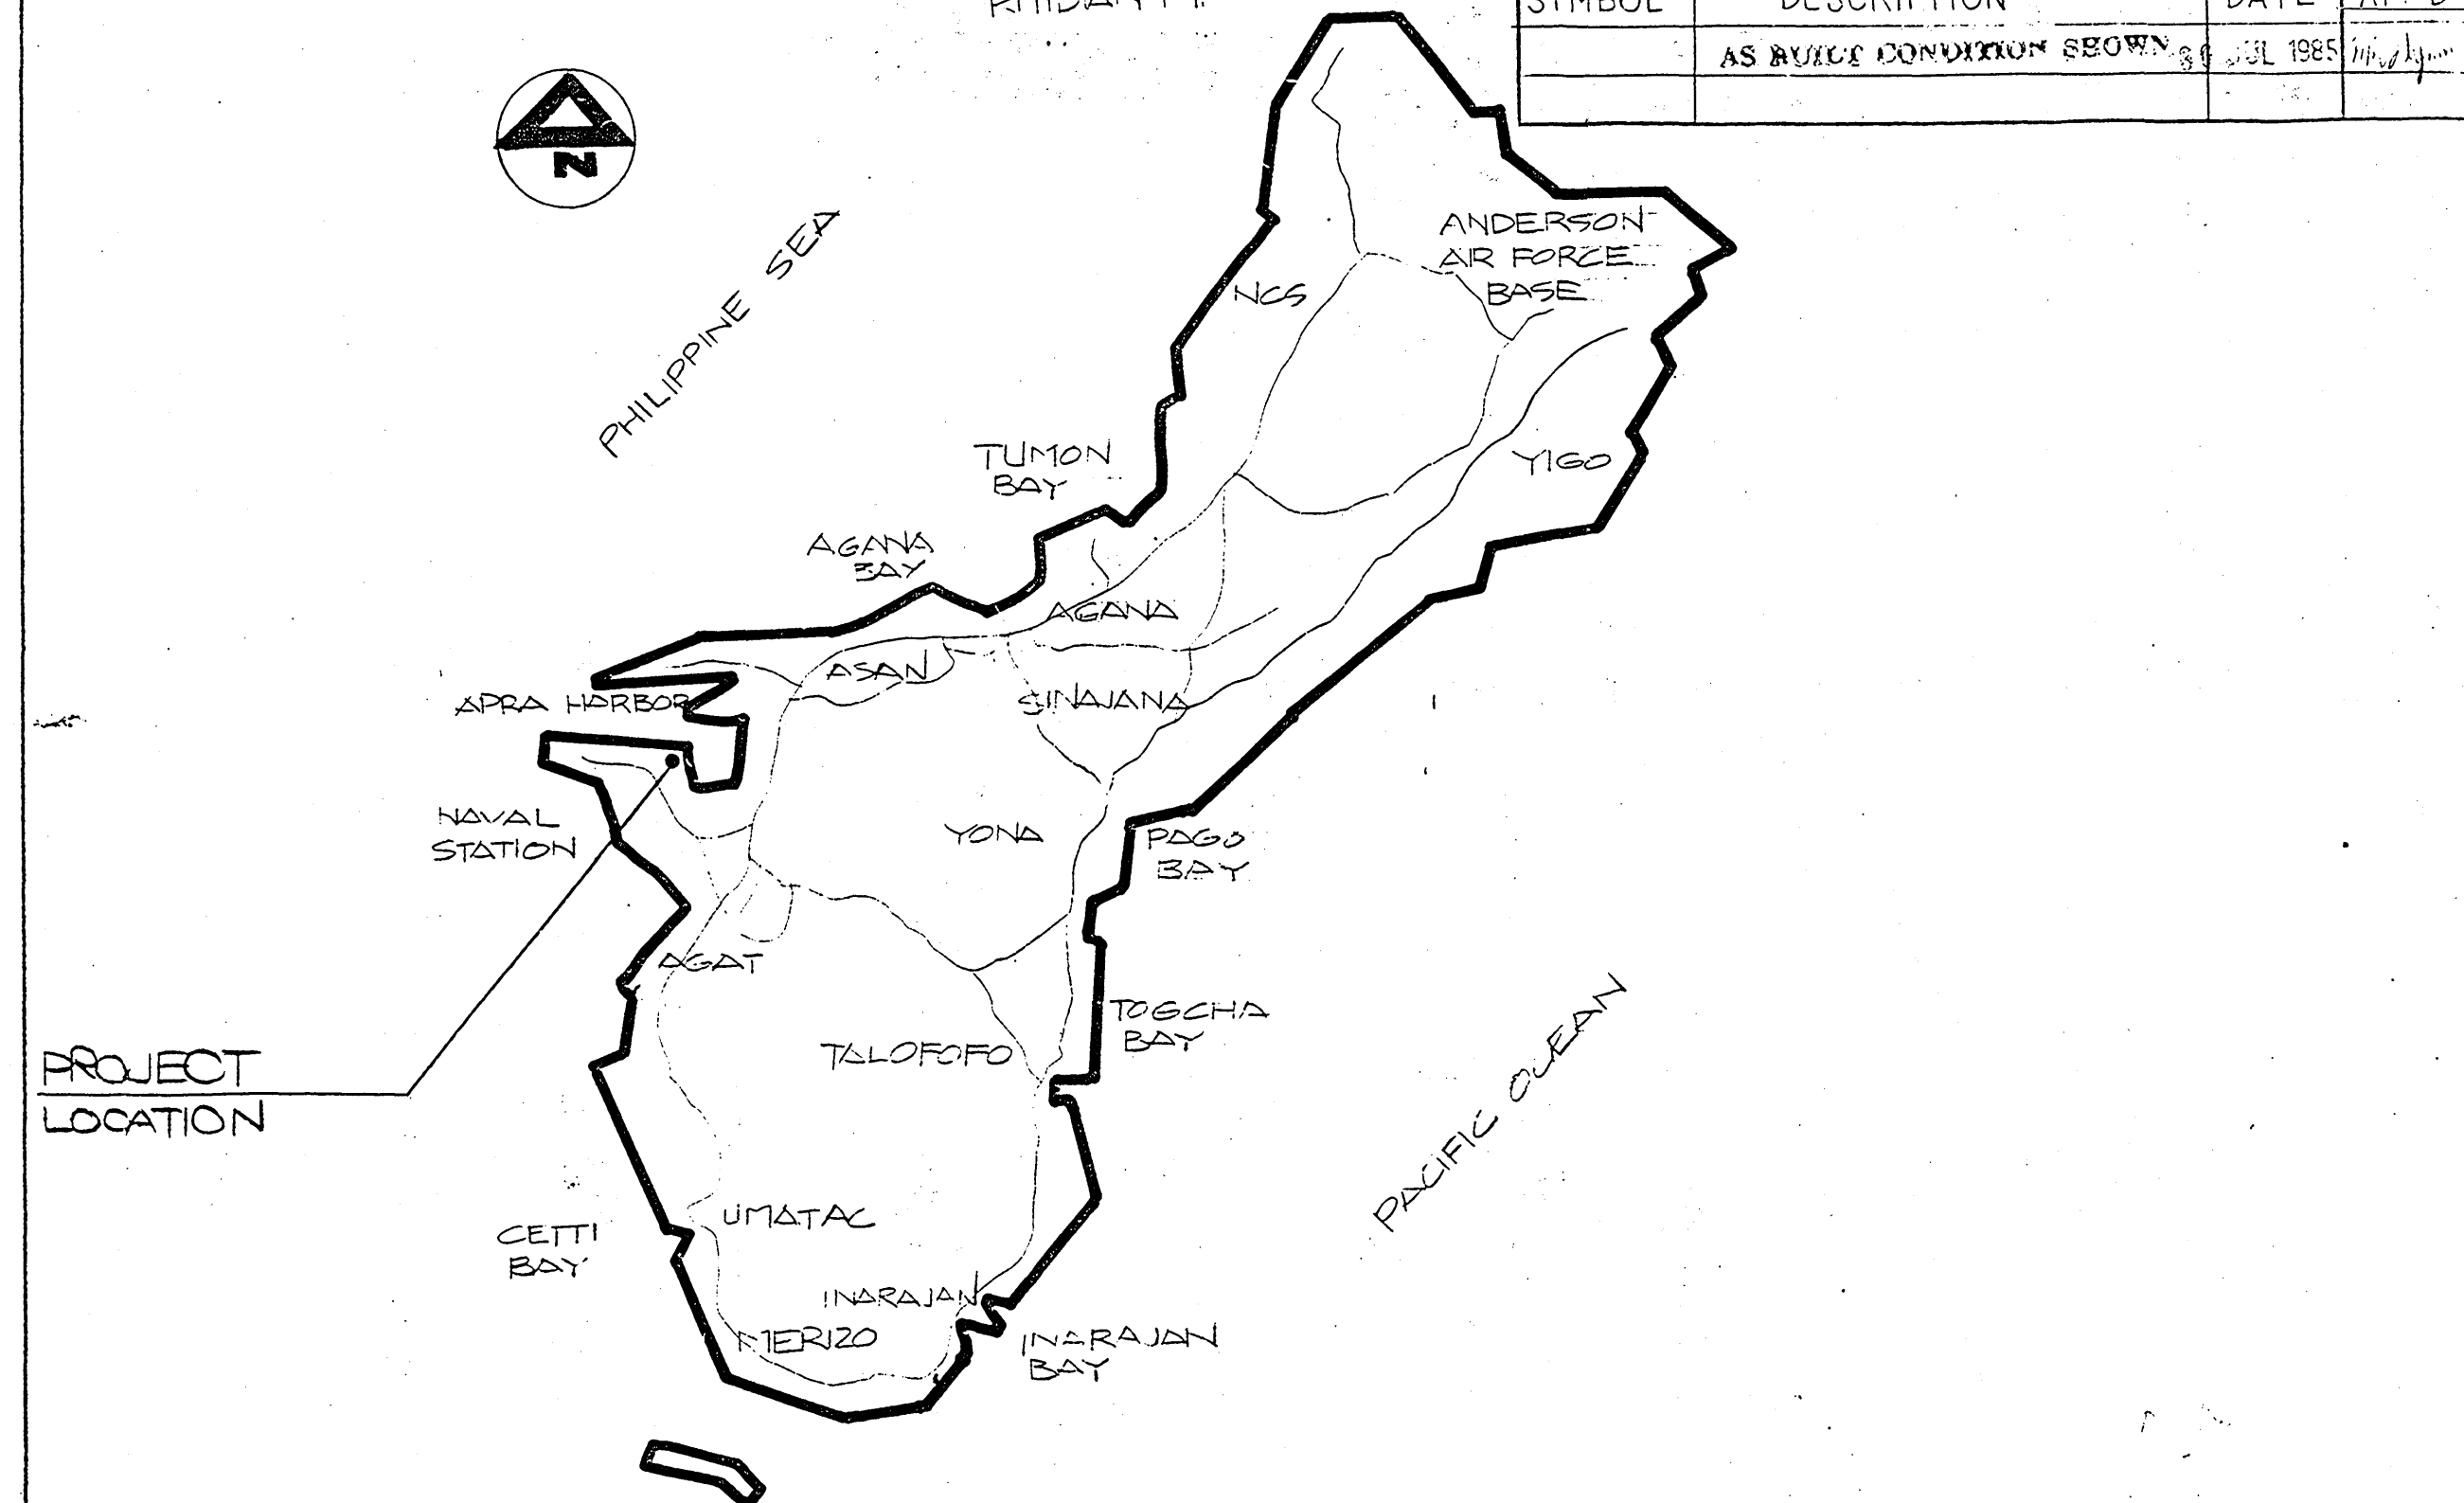 SYMBOL DESCRIPTION DATE
AS BUILT CONDITION SHOWN JUL 1985
N
PHILIPPINE SEA
ANDERSON
AIR FORCE
BASE
NCS
TUMON
BAY
YIGO
AGANA
BAY
AGANA
ASAN
APRA HARBOR
SINAJANA
NAVAL
STATION
YONA
PAGO
BAY
AGAT
TOGCHA
BAY
TALOFOFO
PROJECT
LOCATION
PACIFIC OCEAN
UMATAC
CETTI
BAY
INARAJAN
MERIZO
INARAJAN
BAY